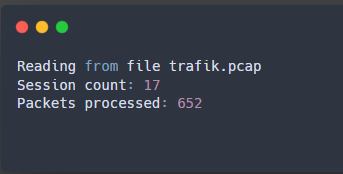 Reading from file trafik.pcap
Session count: 17
Packets processed: 652